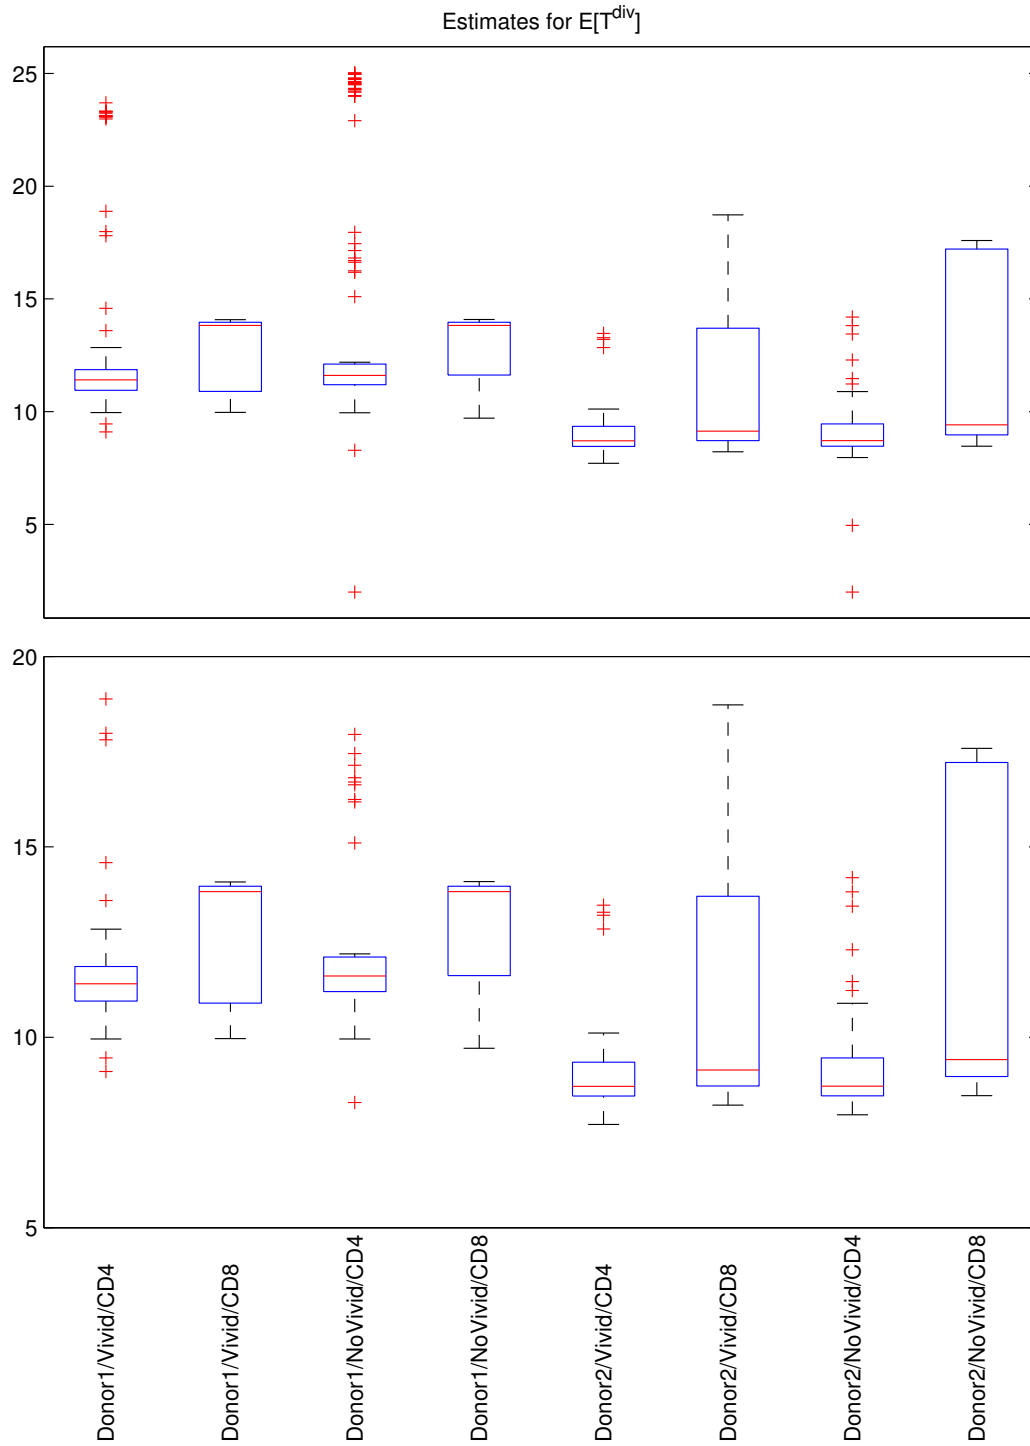 Estimates for E[T^div]
25
20
15
10
5
20
15
10
5
Donor1/Vivid/CD4
Donor1/Vivid/CD8
Donor1/NoVivid/CD4
Donor1/NoVivid/CD8
Donor2/Vivid/CD4
Donor2/Vivid/CD8
Donor2/NoVivid/CD4
Donor2/NoVivid/CD8